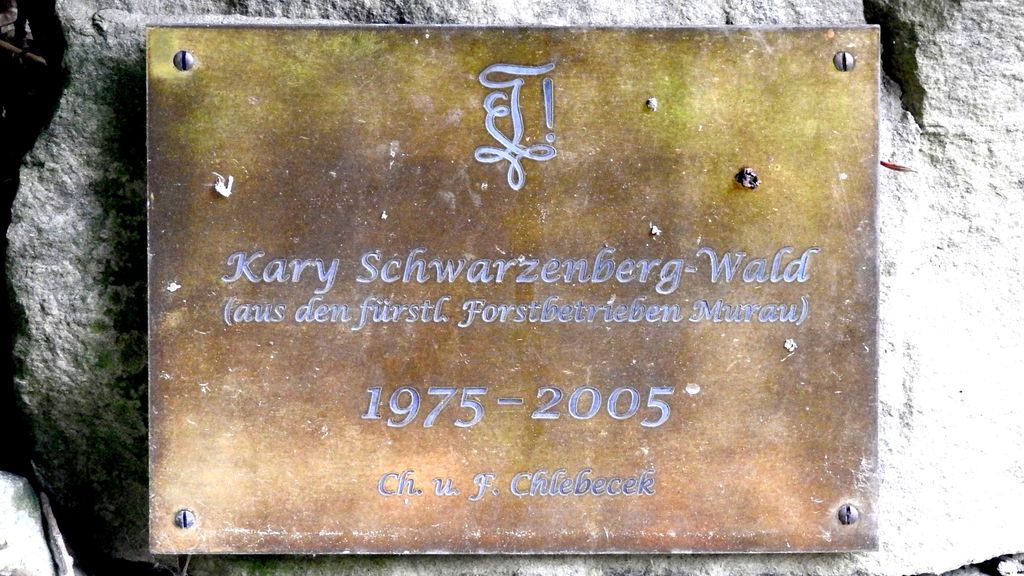 Kary Schwarzenberg-Wald
(aus den fürstl. Forstbetrieben Murau)
1975 – 2005
Ch. u. F. Chlebecek